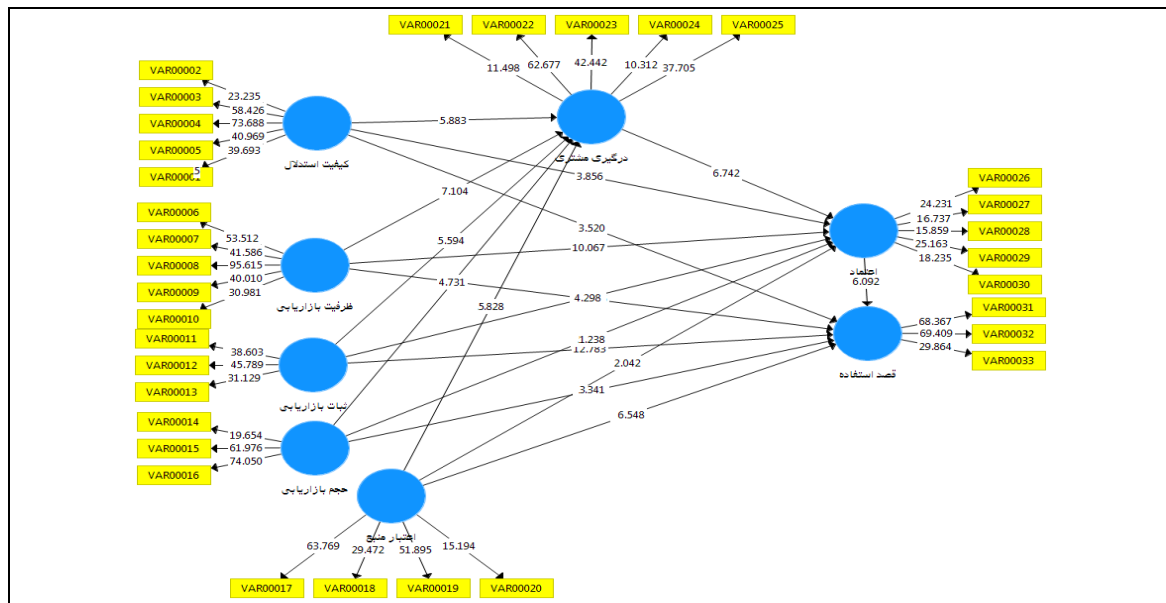 VAR00021
VAR00022
VAR00023
VAR00024
VAR00025
11.498
62.677
42.442
10.312
37.705
VAR00002
VAR00003
VAR00004
VAR00005
23.235
58.426
73.688
40.969
39.693
5
کیفیت استدلال
5.883
درگیری مشتری
3.856
6.742
3.520
VAR00006
VAR00007
VAR00008
VAR00009
VAR00010
53.512
41.586
95.615
40.010
30.981
ظرفیت بازاریابی
7.104
5.594
10.067
4.731
4.298
5.828
VAR00026
VAR00027
VAR00028
VAR00029
VAR00030
24.231
16.737
15.859
25.163
18.235
اعتماد
6.092
VAR00011
VAR00012
VAR00013
38.603
45.789
31.129
ثبات بازاریابی
1.238
12.783
2.042
VAR00031
VAR00032
VAR00033
68.367
69.409
29.864
قصد استفاده
VAR00014
VAR00015
VAR00016
19.654
61.976
74.050
حجم بازاریابی
3.341
6.548
اعتبار منبع
63.769
29.472
51.895
15.194
VAR00017
VAR00018
VAR00019
VAR00020